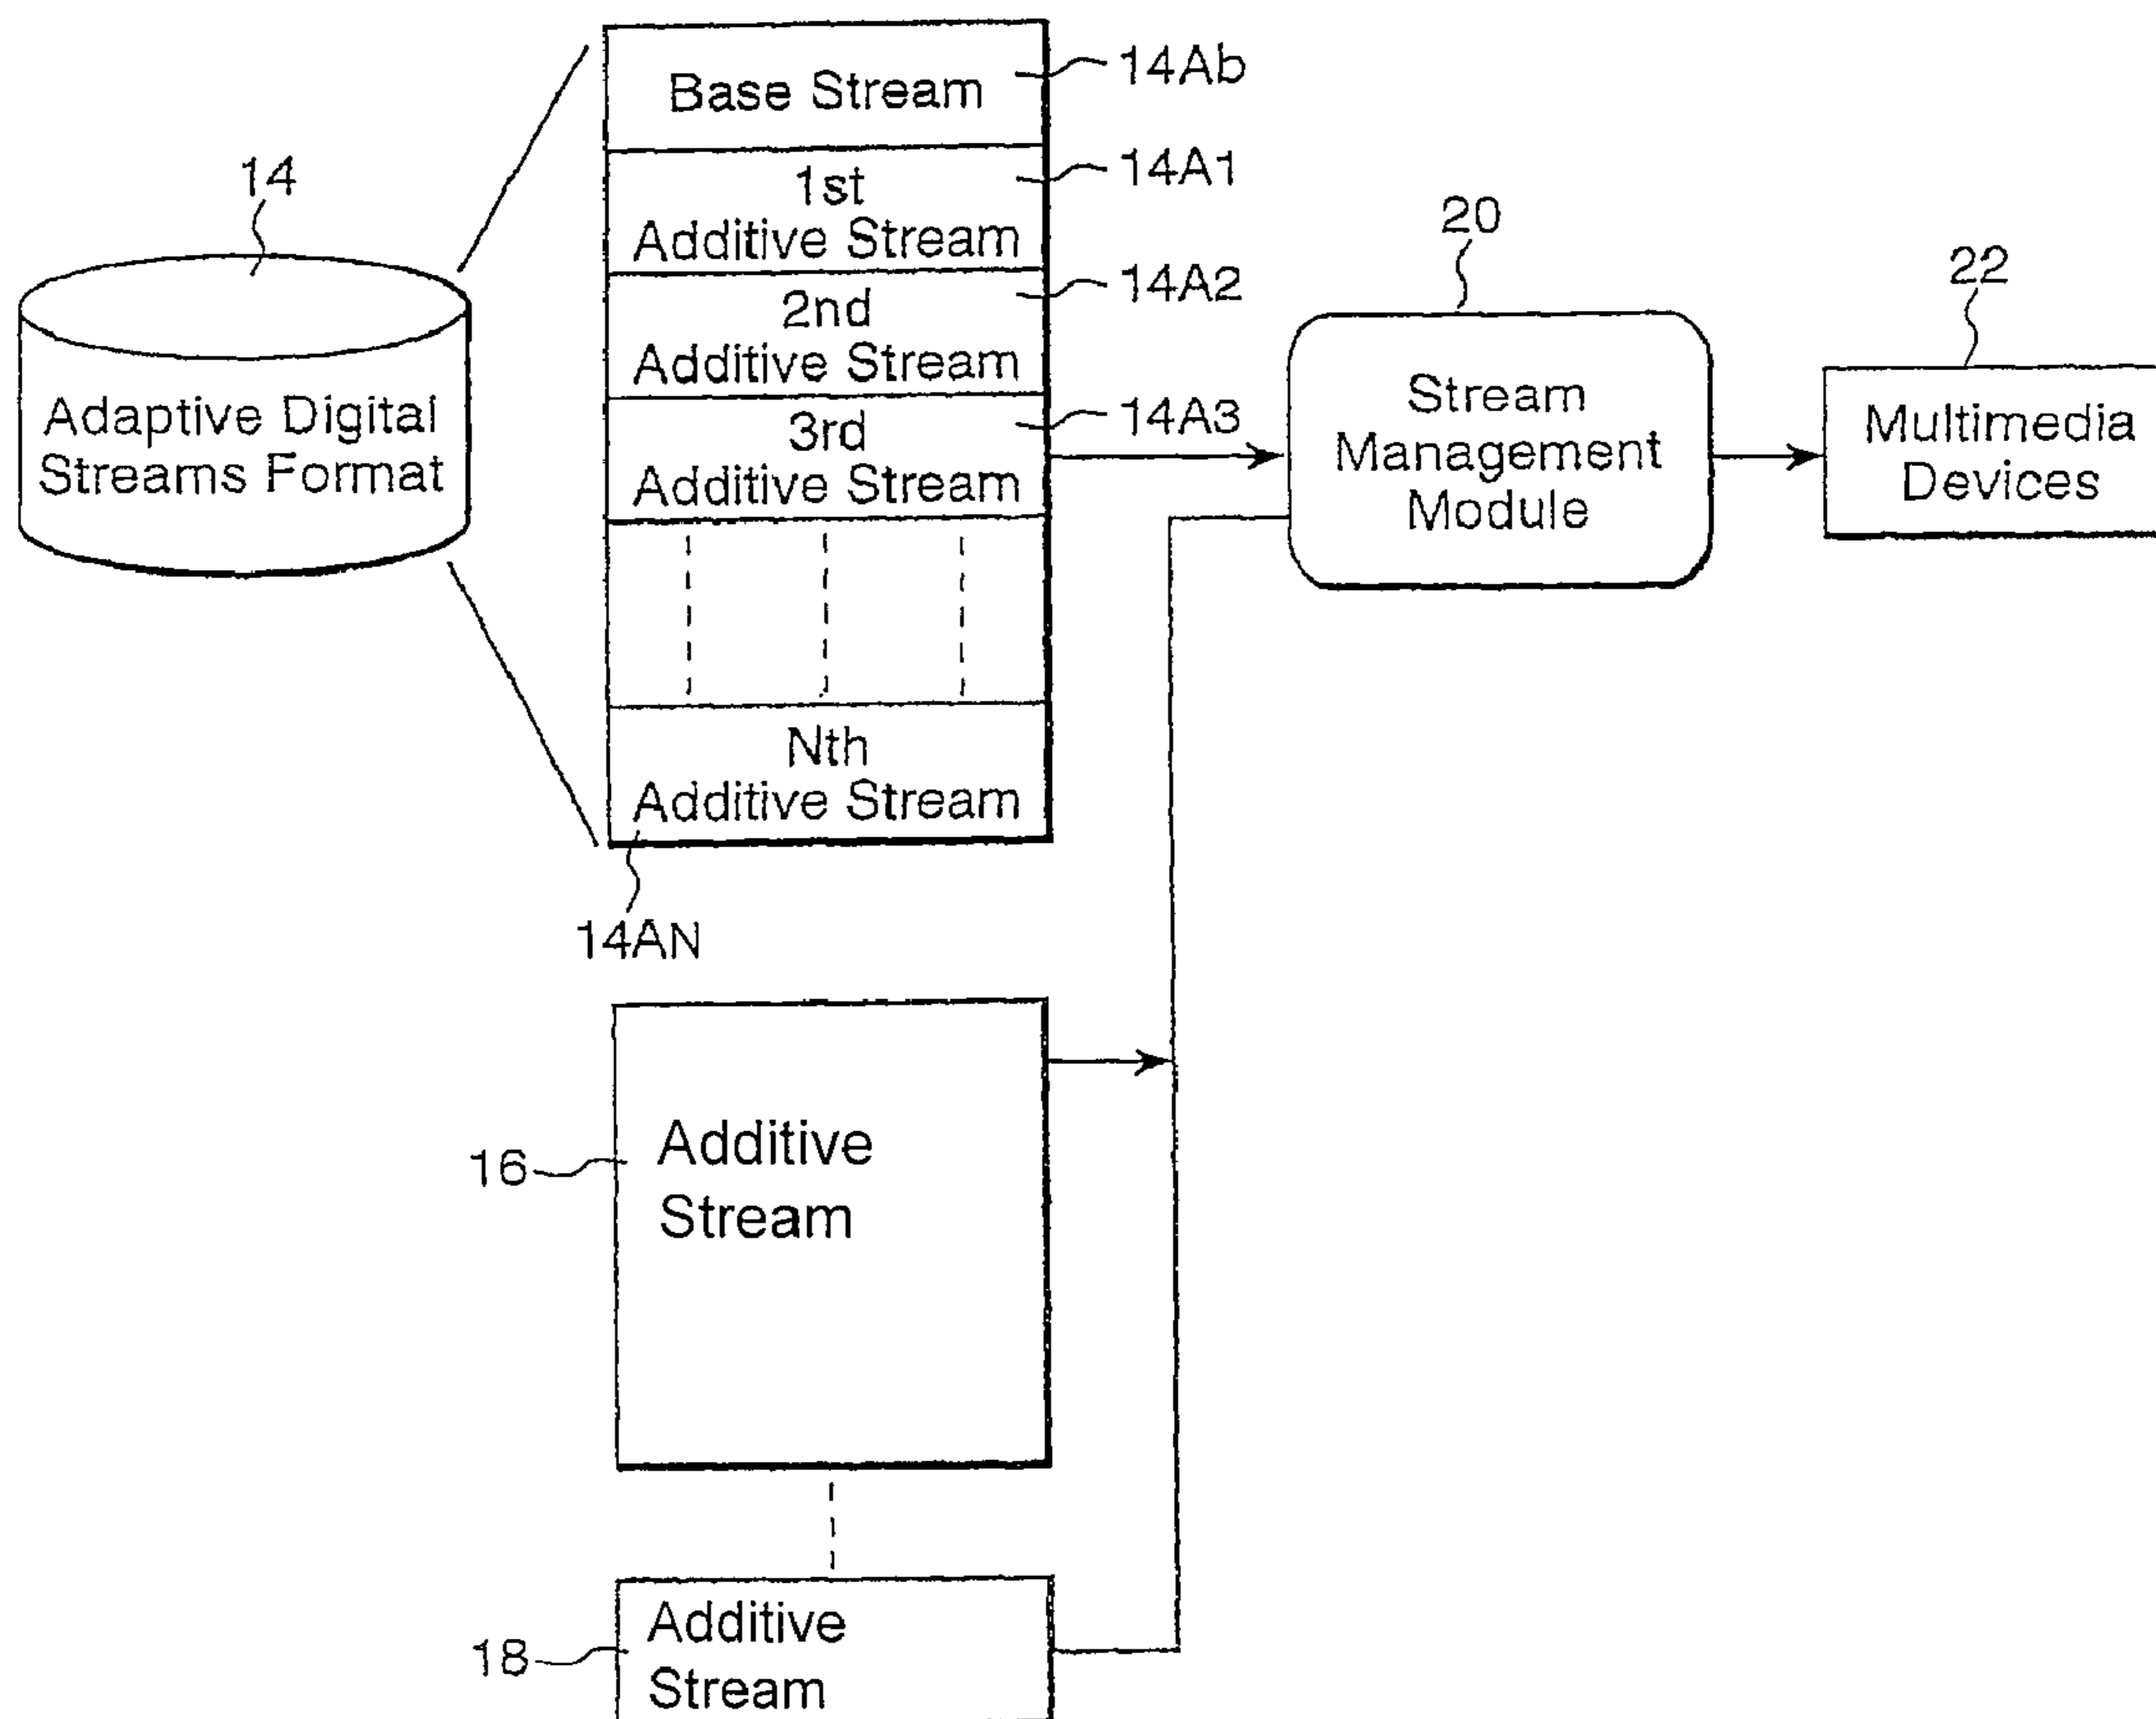 14
Adaptive Digital
Streams Format
Base Stream
14Ab
1st
Additive Stream
14A1
2nd
Additive Stream
14A2
3rd
Additive Stream
14A3
Nth
Additive Stream
14AN
20
Stream
Management
Module
22
Multimedia
Devices
16
Additive
Stream
18
Additive
Stream